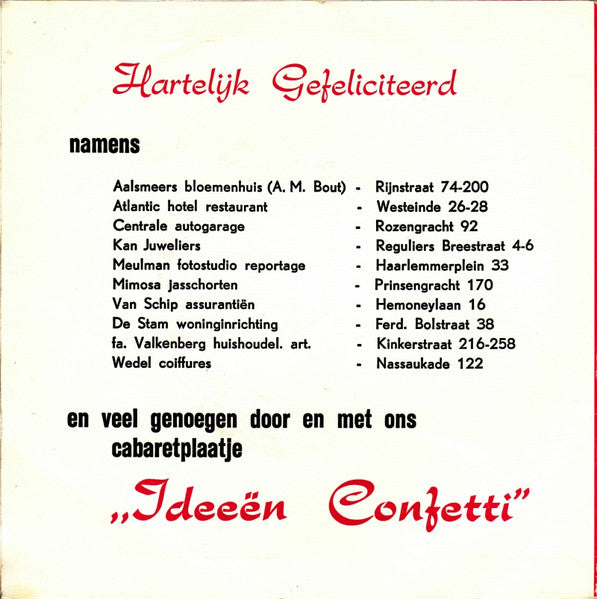 Hartelijk Gefeliciteerd
namens
Aalsmeers bloemenhuis (A. M. Bout) - Rijnstraat 74-200
Atlantic hotel restaurant - Westeinde 26-28
Centrale autogarage - Rozengracht 92
Kan Juweliers - Reguliers Breestraat 4-6
Meulman fotostudio reportage - Haarlemmerplein 33
Mimosa jasschorten - Prinsengracht 170
Van Schip assurantiën - Hemoneylaan 16
De Stam woninginrichting - Ferd. Bolstraat 38
fa. Valkenberg huishoudel. art. - Kinkerstraat 216-258
Wedel coiffures - Nassaukade 122
en veel genoegen door en met ons
cabaretplaatje
„Ideeën Confetti”